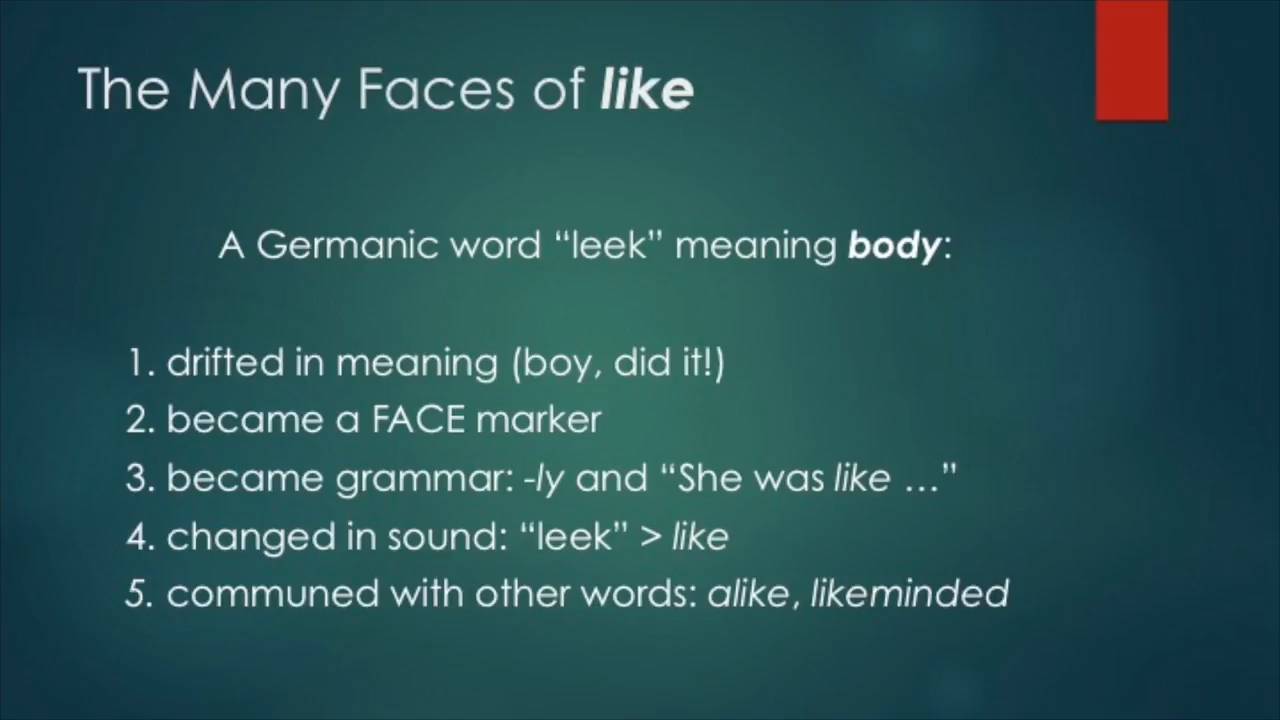 The Many Faces of like
A Germanic word “leek” meaning body:
1. drifted in meaning (boy, did it!)
2. became a FACE marker
3. became grammar: -ly and “She was like …”
4. changed in sound: “leek” > like
5. communed with other words: alike, likeminded